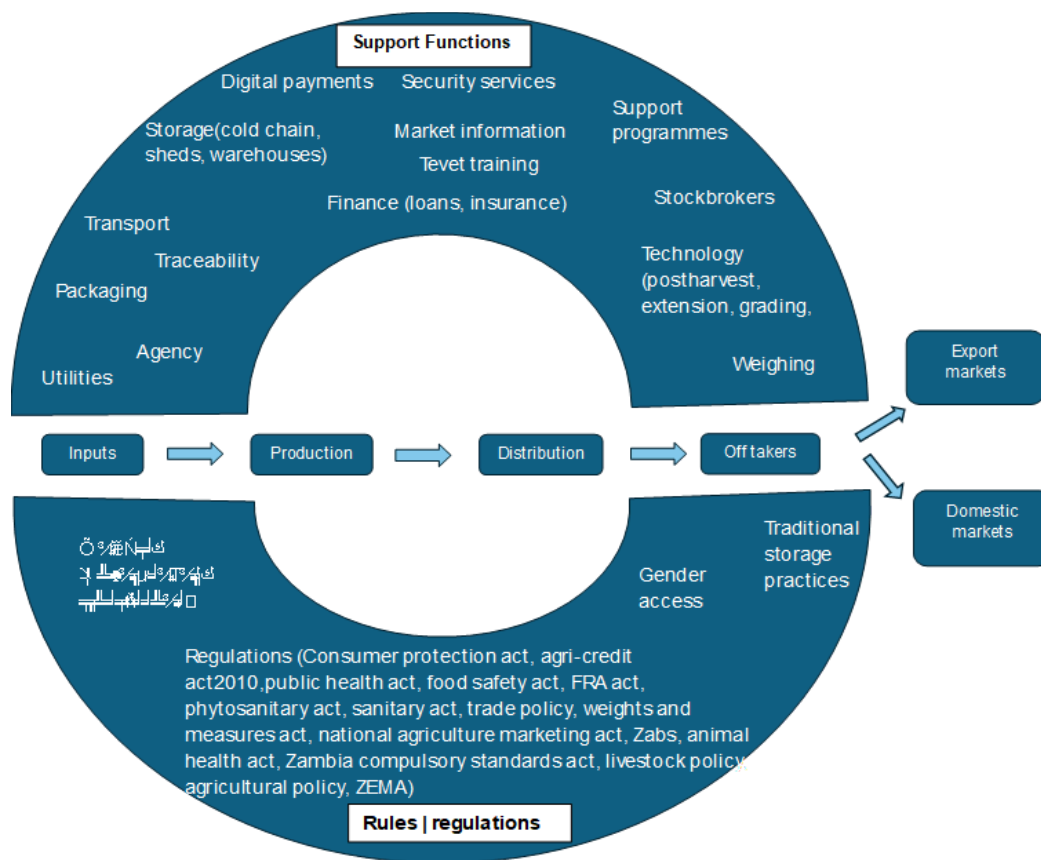 Support Functions
Digital payments
Security services
Support
programmes
Storage(cold chain,
sheds, warehouses)
Market information
Tevet training
Finance (loans, insurance)
Stockbrokers
Transport
Traceability
Technology
(postharvest,
extension, grading,
Packaging
Agency
Utilities
Weighing
Export
markets
Inputs
Production
Distribution
Off takers
Domestic
markets
Traditional
storage
practices
Gender
access
Regulations (Consumer protection act, agri-credit
act2010,public health act, food safety act, FRA act,
phytosanitary act, sanitary act, trade policy, weights and
measures act, national agriculture marketing act, Zabs, animal
health act, Zambia compulsory standards act, livestock policy,
agricultural policy, ZEMA)
Rules | regulations